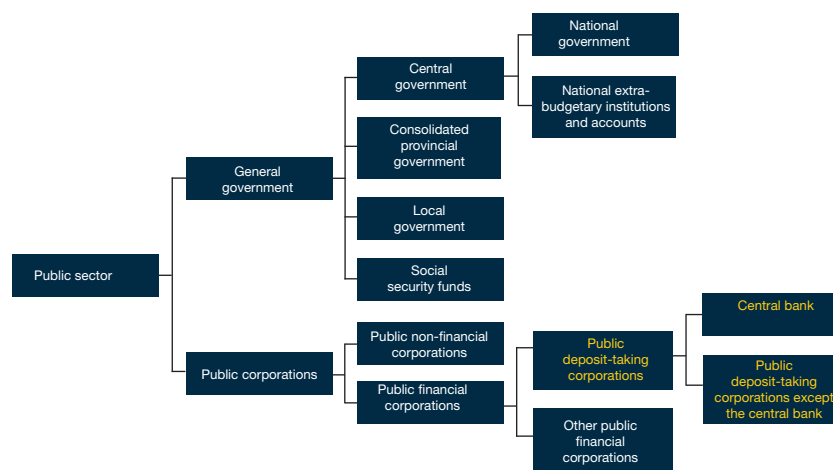 National
government
Central
government
National extra-
budgetary institutions
and accounts
Consolidated
provincial
government
General
government
Local
government
Public sector
Social
security funds
Central bank
Public non-financial
corporations
Public
deposit-taking
corporations
Public
deposit-taking
corporations except
the central bank
Public corporations
Public financial
corporations
Other public
financial
corporations